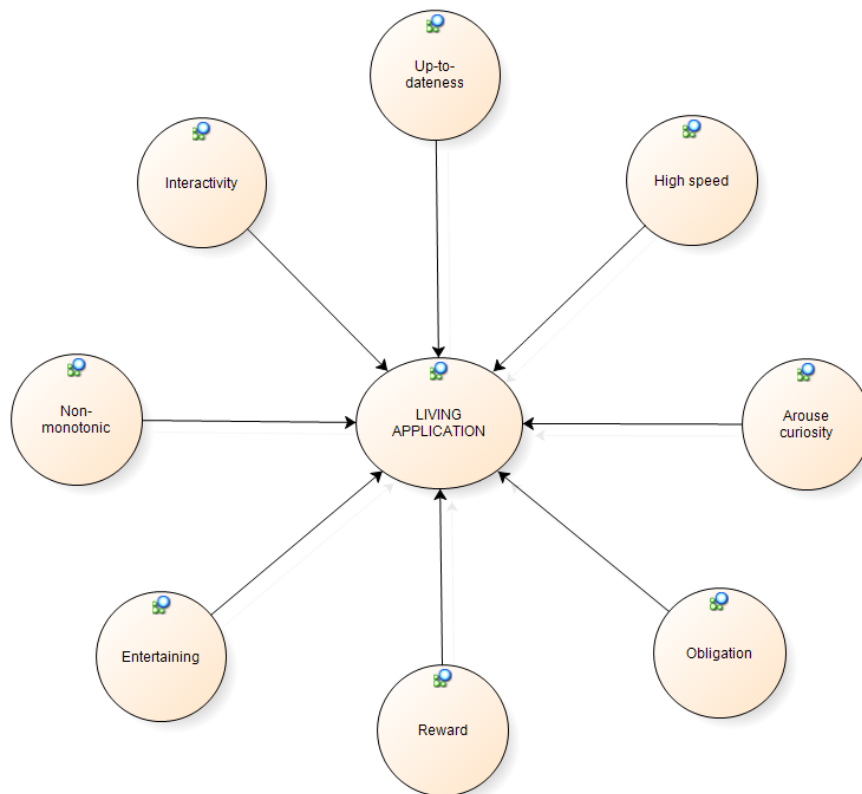 Up-to-
dateness
Interactivity
High speed
Non-
monotonic
LIVING
APPLICATION
Arouse
curiosity
Entertaining
Obligation
Reward